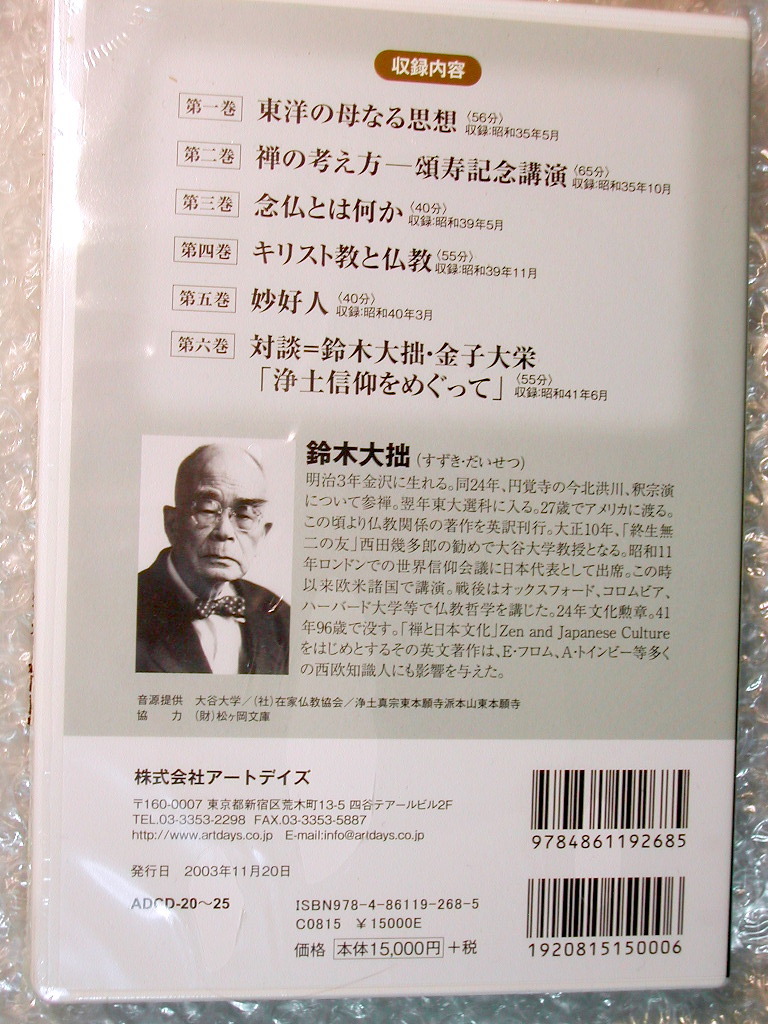 収録内容
第一巻 東洋の母なる思想 〈56分〉 収録:昭和35年5月
第二巻 禅の考え方―頌寿記念講演 〈65分〉 収録:昭和35年10月
第三巻 念仏とは何か 〈40分〉 収録:昭和39年5月
第四巻 キリスト教と仏教 〈55分〉 収録:昭和39年11月
第五巻 妙好人 〈40分〉 収録:昭和40年3月
第六巻 対談=鈴木大拙・金子大栄
「浄土信仰をめぐって」 〈55分〉 収録:昭和41年6月
鈴木大拙 (すずき・だいせつ)
明治3年金沢に生れる。同24年、円覚寺の今北洪川、釈宗演
について参禅。翌年東大選科に入る。27歳でアメリカに渡る。
この頃より仏教関係の著作を英訳刊行。大正10年、「終生無
二の友」西田幾多郎の勧めで大谷大学教授となる。昭和11
年ロンドンでの世界信仰会議に日本代表として出席。この時
以来欧米諸国で講演。戦後はオックスフォード、コロムビア、
ハーバード大学等で仏教哲学を講じた。24年文化勲章。41
年96歳で没す。「禅と日本文化」Zen and Japanese Culture
をはじめとするその英文著作は、E・フロム、A・トインビー等多く
の西欧知識人にも影響を与えた。
音源提供 大谷大学/(社)在家仏教協会/浄土真宗東本願寺派本山東本願寺
協 力 (財)松ヶ岡文庫
株式会社アートデイズ
〒160-0007 東京都新宿区荒木町13-5 四谷テアールビル2F
TEL.03-3353-2298 FAX.03-3353-5887
http://www.artdays.co.jp E-mail:info@artdays.co.jp
発行日 2003年11月20日
ADCD-20〜25
ISBN978-4-86119-268-5
C0815 ¥15000E
価格 本体15,000円+税
9784861192685
1920815150006